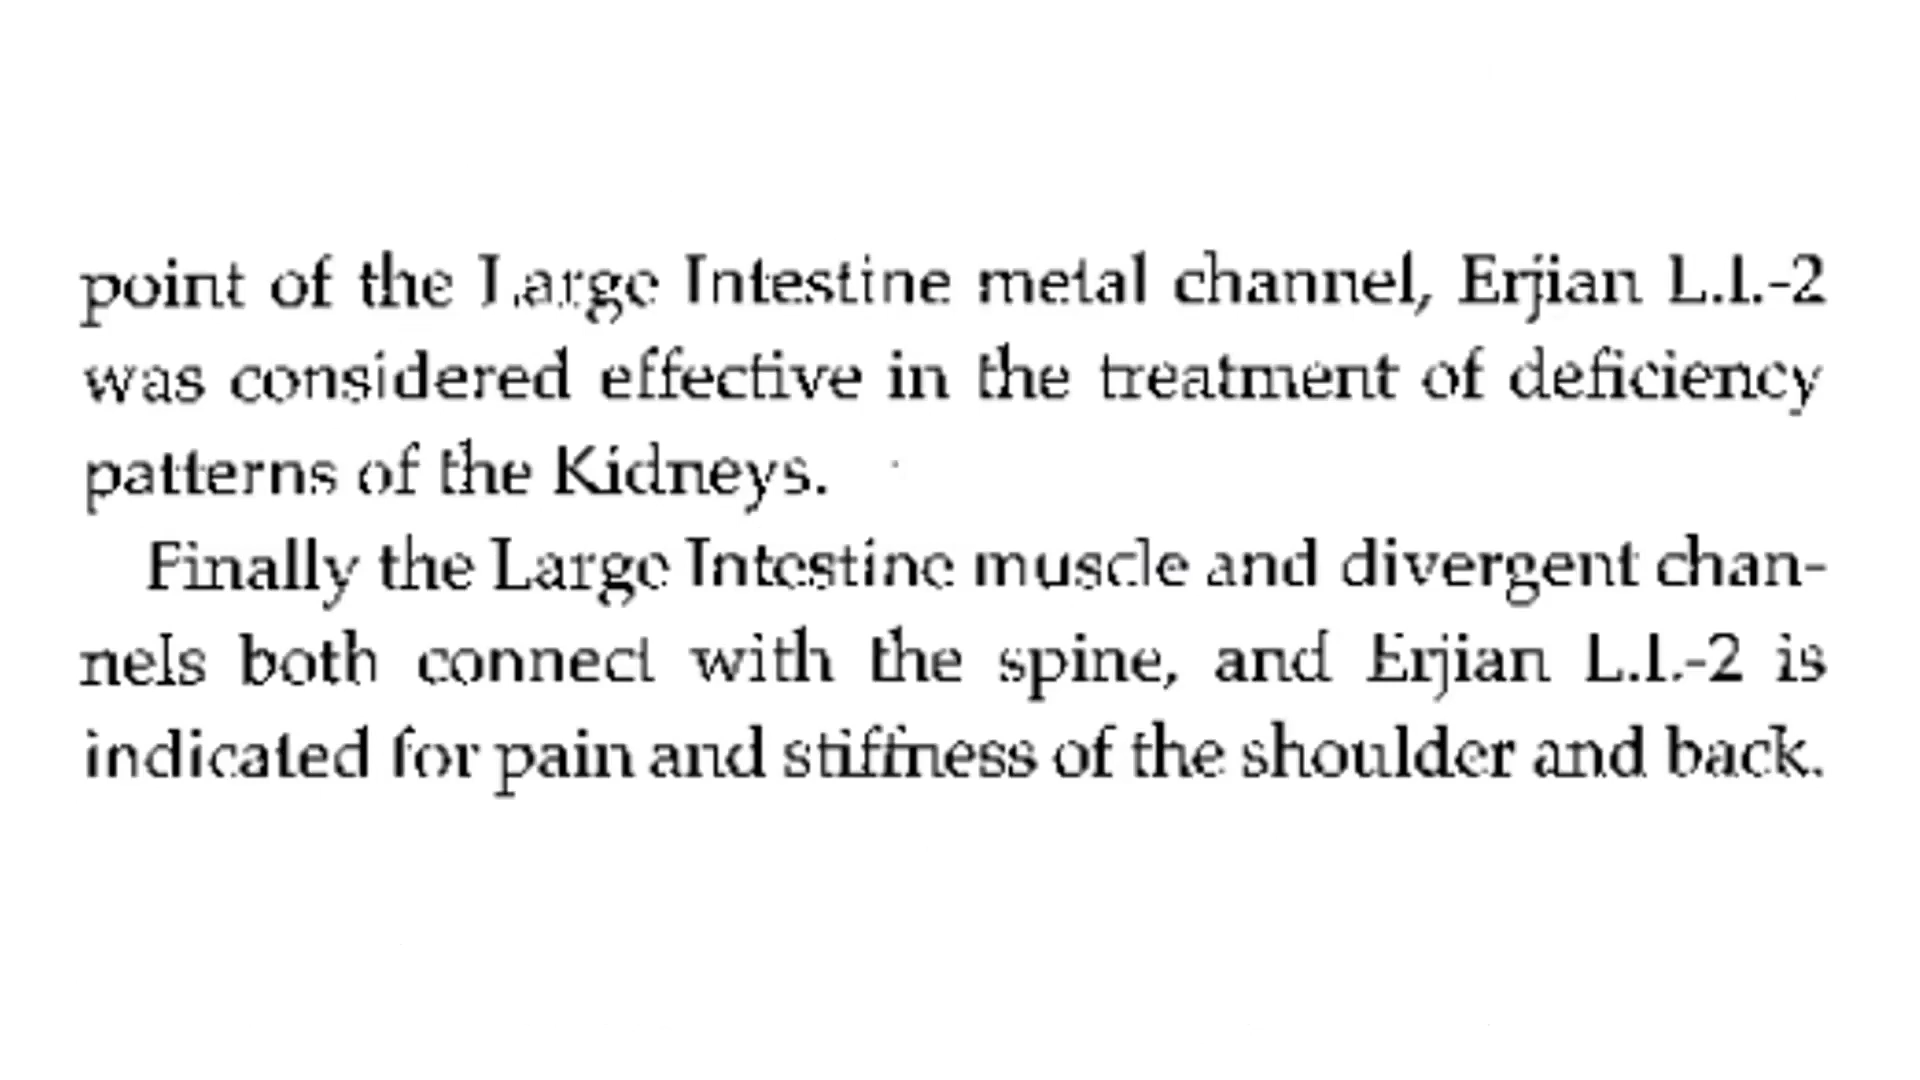 point of the Large Intestine metal channel, Erjian L.I.-2
was considered effective in the treatment of deficiency
patterns of the Kidneys.
Finally the Large Intestine muscle and divergent chan-
nels both connect with the spine, and Erjian L.I.-2 is
indicated for pain and stiffness of the shoulder and back.